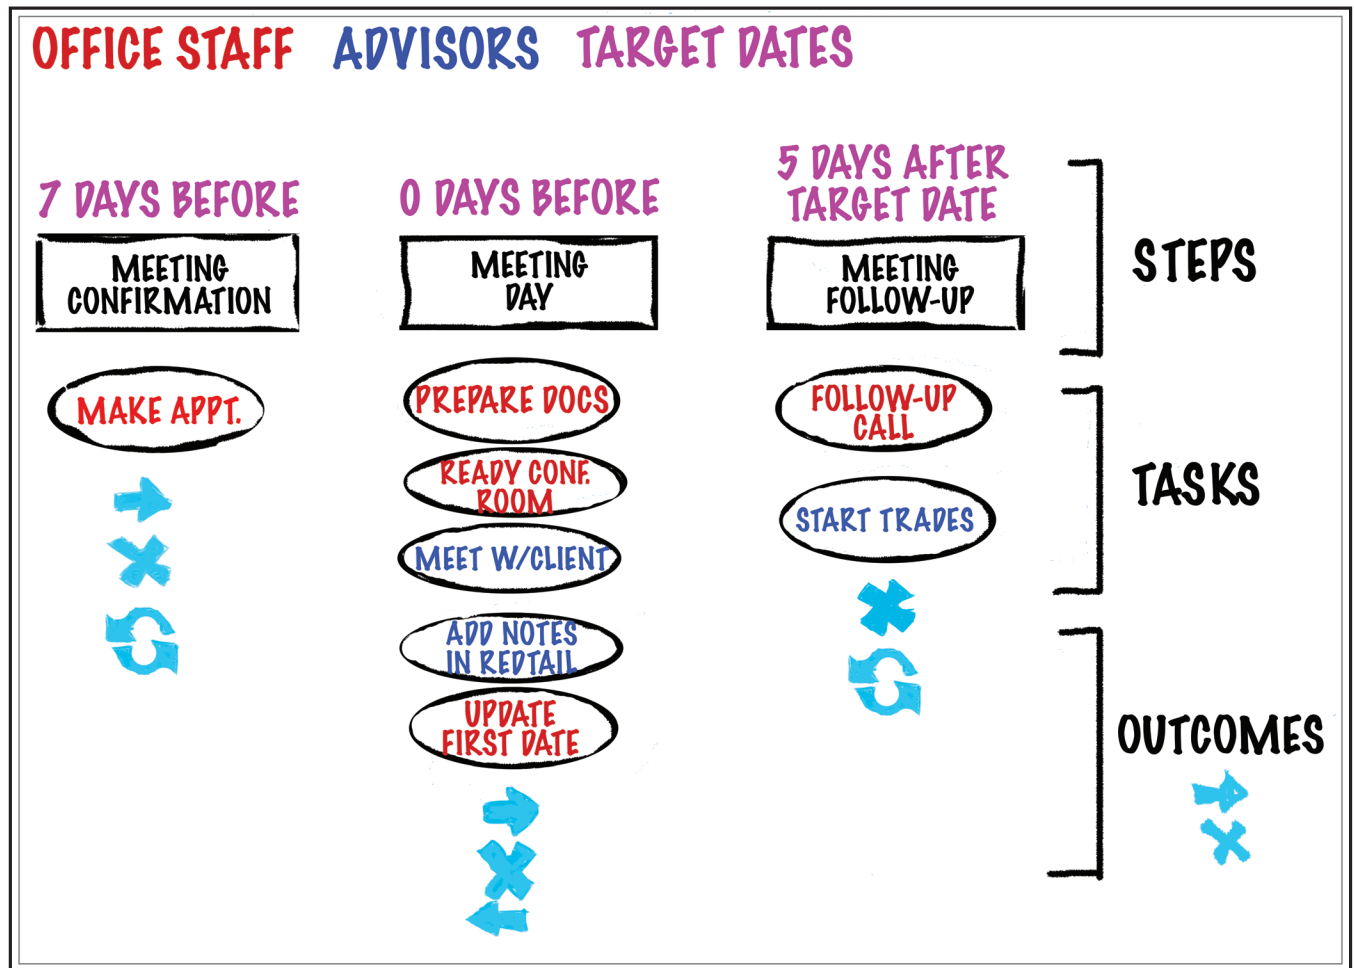 OFFICE STAFF ADVISORS TARGET DATES
7 DAYS BEFORE
MEETING
CONFIRMATION
MAKE APPT.
0 DAYS BEFORE
MEETING
DAY
PREPARE DOCS
READY CONF.
ROOM
MEET W/CLIENT
ADD NOTES
IN REDTAIL
UPDATE
FIRST DATE
5 DAYS AFTER
TARGET DATE
MEETING
FOLLOW-UP
FOLLOW-UP
CALL
START TRADES
STEPS
TASKS
OUTCOMES